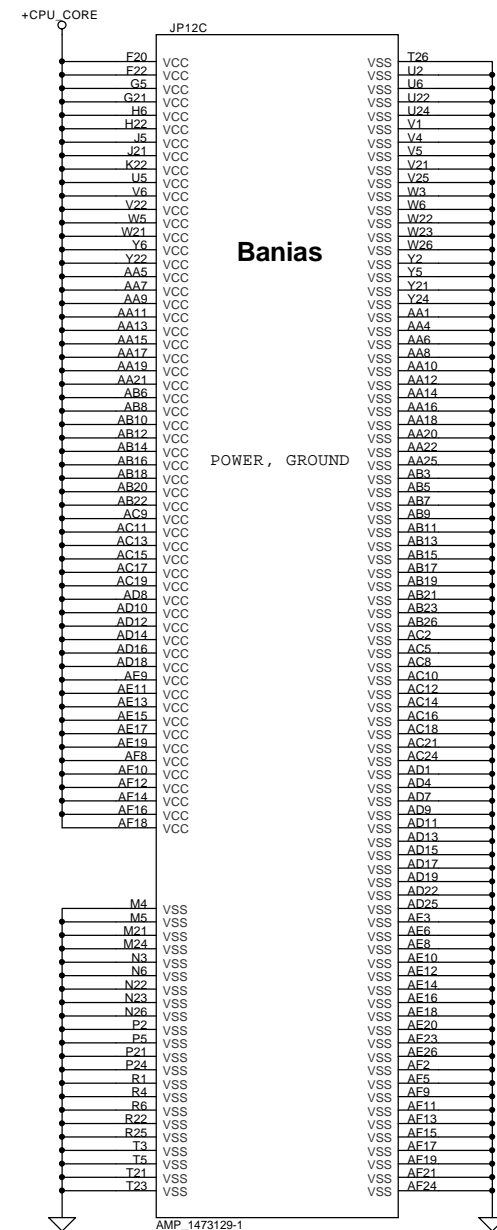 +CPU_CORE
JP12C
F20 VCC VSS T26
F22 VCC VSS U2
G5 VCC VSS U6
G21 VCC VSS U22
H6 VCC VSS U24
H22 VCC VSS V1
J5 VCC VSS V4
J21 VCC VSS V5
K22 VCC VSS V21
U5 VCC VSS V25
V6 VCC VSS W3
V22 VCC VSS W6
W5 VCC VSS W22
W21 VCC VSS W23
Banias
Y6 VCC VSS W26
Y22 VCC VSS Y2
AA5 VCC VSS Y5
AA7 VCC VSS Y21
AA9 VCC VSS Y24
AA11 VCC VSS AA1
AA13 VCC VSS AA4
AA15 VCC VSS AA6
AA17 VCC VSS AA8
AA19 VCC VSS AA10
AA21 VCC VSS AA12
AB6 VCC VSS AA14
AB8 VCC VSS AA16
AB10 VCC VSS AA18
AB12 VCC VSS AA20
AB14 VCC VSS AA22
AB16 VCC POWER, GROUND VSS AA25
AB18 VCC VSS AB3
AB20 VCC VSS AB5
AB22 VCC VSS AB7
AC9 VCC VSS AB9
AC11 VCC VSS AB11
AC13 VCC VSS AB13
AC15 VCC VSS AB15
AC17 VCC VSS AB17
AC19 VCC VSS AB19
AD8 VCC VSS AB21
AD10 VCC VSS AB23
AD12 VCC VSS AB26
AD14 VCC VSS AC2
AD16 VCC VSS AC5
AD18 VCC VSS AC8
AE9 VCC VSS AC10
AE11 VCC VSS AC12
AE13 VCC VSS AC14
AE15 VCC VSS AC16
AE17 VCC VSS AC18
AE19 VCC VSS AC21
AF8 VCC VSS AC24
AF10 VCC VSS AD1
AF12 VCC VSS AD4
AF14 VCC VSS AD7
AF16 VCC VSS AD9
AF18 VCC VSS AD11
VSS AD13
VSS AD15
VSS AD17
VSS AD19
VSS AD22
M4 VSS VSS AD25
M5 VSS VSS AE3
M21 VSS VSS AE6
M24 VSS VSS AE8
N3 VSS VSS AE10
N6 VSS VSS AE12
N22 VSS VSS AE14
N23 VSS VSS AE16
N26 VSS VSS AE18
P2 VSS VSS AE20
P5 VSS VSS AE23
P21 VSS VSS AE26
P24 VSS VSS AF2
R1 VSS VSS AF5
R4 VSS VSS AF9
R6 VSS VSS AF11
R22 VSS VSS AF13
R25 VSS VSS AF15
T3 VSS VSS AF17
T5 VSS VSS AF19
T21 VSS VSS AF21
T23 VSS VSS AF24
AMP_1473129-1